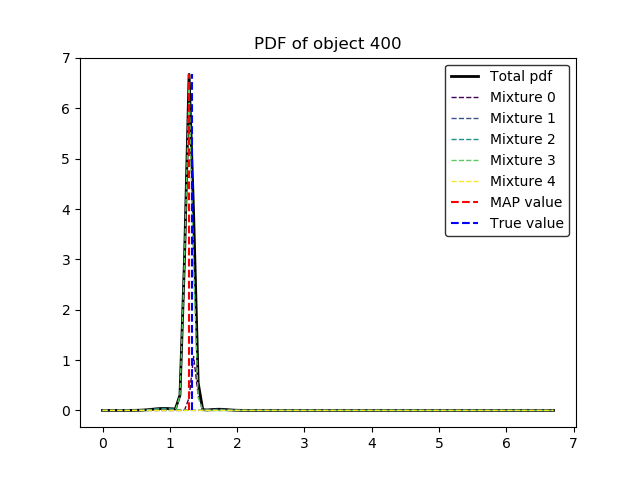 PDF of object 400
7
6
5
4
3
2
1
0
0 1 2 3 4 5 6 7
Total pdf
Mixture 0
Mixture 1
Mixture 2
Mixture 3
Mixture 4
MAP value
True value